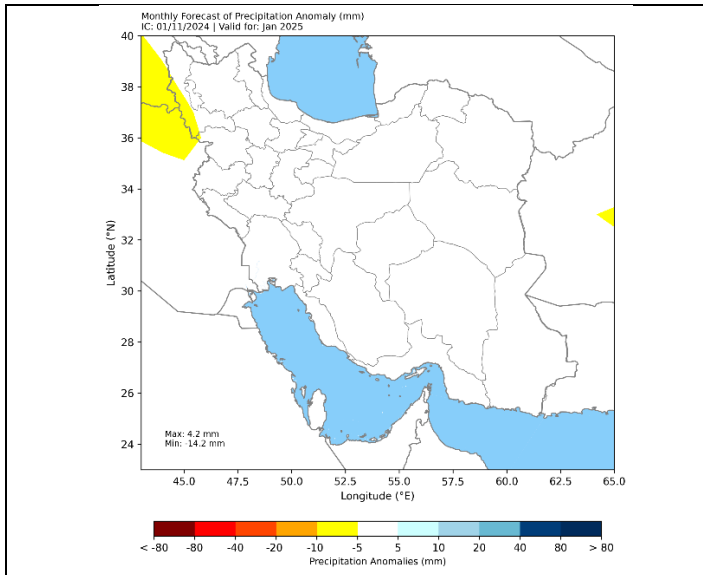 Monthly Forecast of Precipitation Anomaly (mm)
IC: 01/11/2024 | Valid for: Jan 2025
40
38
36
34
32
30
28
26
24
Latitude (°N)
Max: 4.2 mm
Min: -14.2 mm
45.0 47.5 50.0 52.5 55.0 57.5 60.0 62.5 65.0
Longitude (°E)
< -80 -80 -40 -20 -10 -5 5 10 20 40 80 > 80
Precipitation Anomalies (mm)